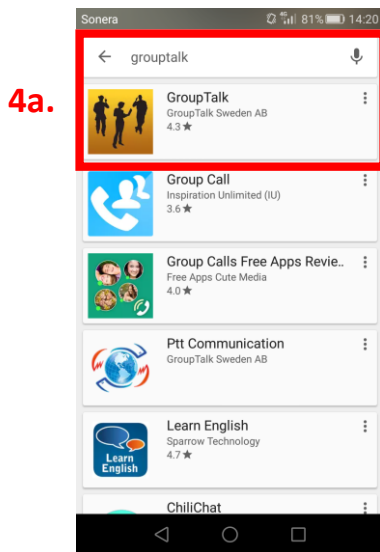 Sonera 4G 81% 14:20
grouptalk
4a.
GroupTalk
GroupTalk Sweden AB
4.3★
Group Call
Inspiration Unlimited (IU)
3.6★
Group Calls Free Apps Revie..
Free Apps Cute Media
4.0★
Ptt Communication
GroupTalk Sweden AB
Learn English
Sparrow Technology
4.7★
Learn
English
ChiliChat